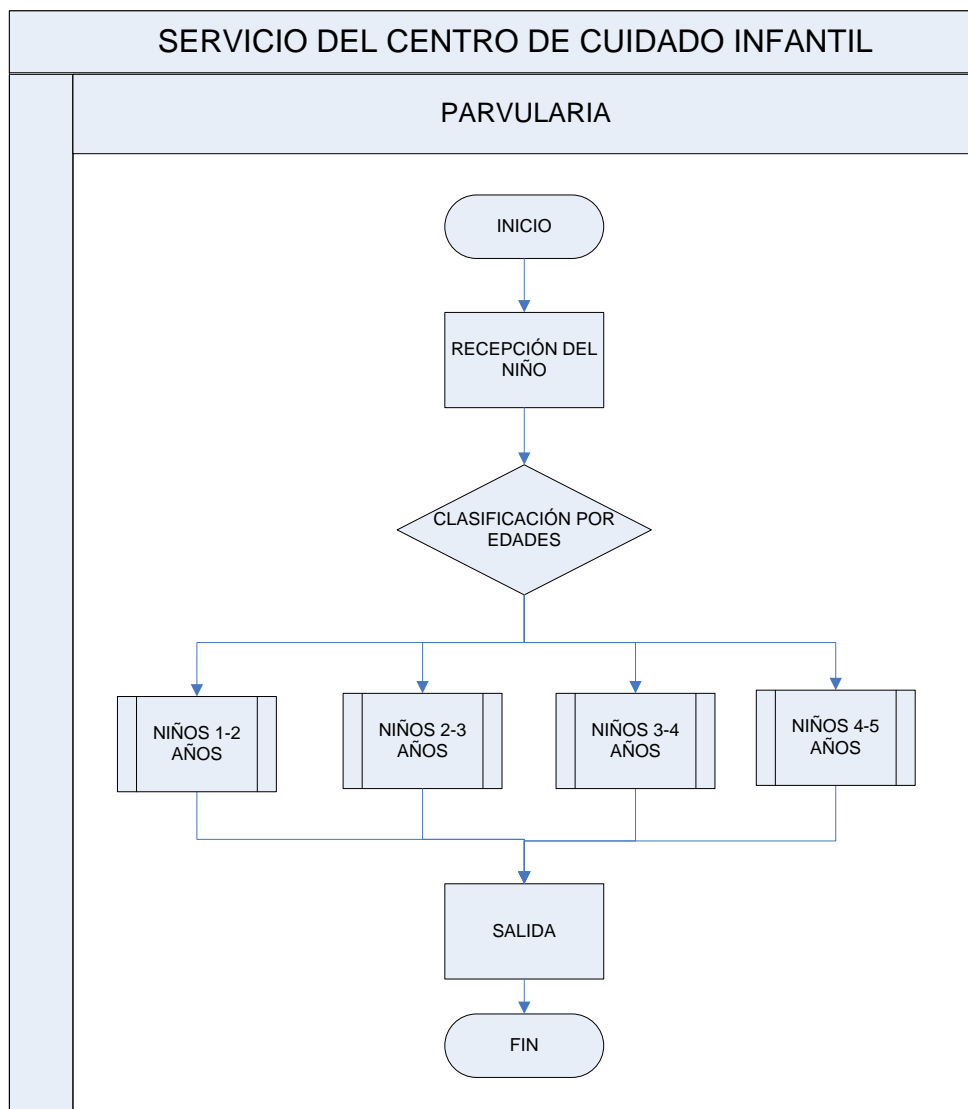 SERVICIO DEL CENTRO DE CUIDADO INFANTIL
PARVULARIA
INICIO
RECEPCIÓN DEL
NIÑO
CLASIFICACIÓN POR
EDADES
NIÑOS 1-2
AÑOS
NIÑOS 2-3
AÑOS
NIÑOS 3-4
AÑOS
NIÑOS 4-5
AÑOS
SALIDA
FIN